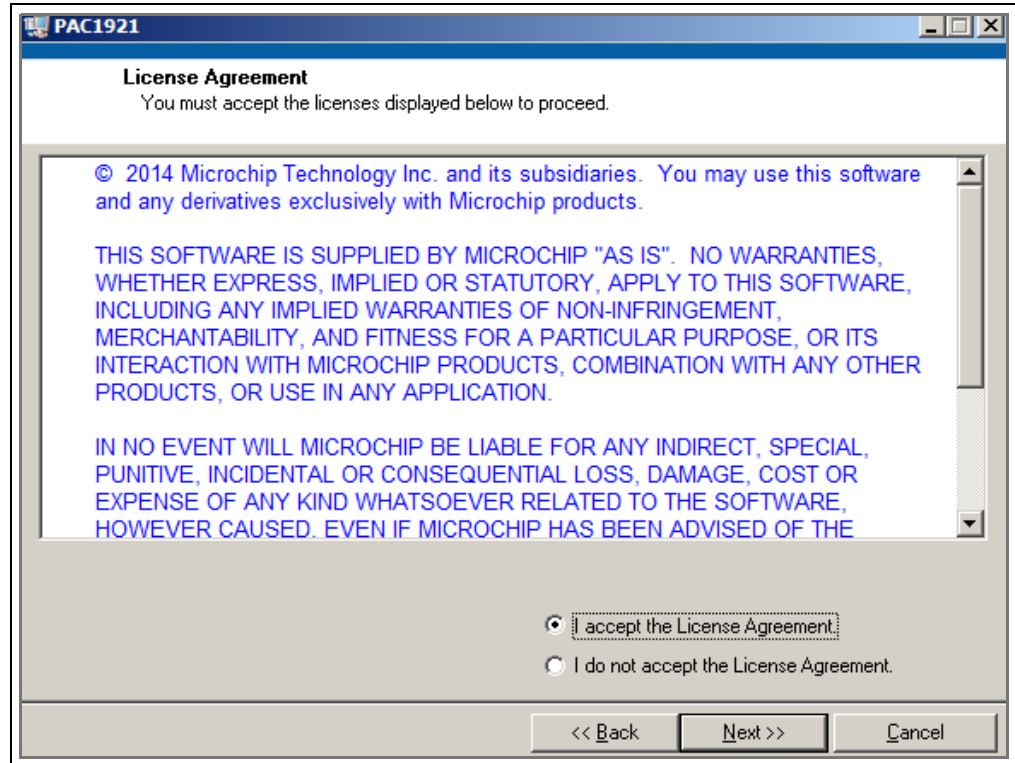 PAC1921
License Agreement
You must accept the licenses displayed below to proceed.
© 2014 Microchip Technology Inc. and its subsidiaries. You may use this software
and any derivatives exclusively with Microchip products.
THIS SOFTWARE IS SUPPLIED BY MICROCHIP "AS IS". NO WARRANTIES,
WHETHER EXPRESS, IMPLIED OR STATUTORY, APPLY TO THIS SOFTWARE,
INCLUDING ANY IMPLIED WARRANTIES OF NON-INFRINGEMENT,
MERCHANTABILITY, AND FITNESS FOR A PARTICULAR PURPOSE, OR ITS
INTERACTION WITH MICROCHIP PRODUCTS, COMBINATION WITH ANY OTHER
PRODUCTS, OR USE IN ANY APPLICATION.
IN NO EVENT WILL MICROCHIP BE LIABLE FOR ANY INDIRECT, SPECIAL,
PUNITIVE, INCIDENTAL OR CONSEQUENTIAL LOSS, DAMAGE, COST OR
EXPENSE OF ANY KIND WHATSOEVER RELATED TO THE SOFTWARE,
HOWEVER CAUSED, EVEN IF MICROCHIP HAS BEEN ADVISED OF THE
I accept the License Agreement.
I do not accept the License Agreement.
<< Back Next >> Cancel